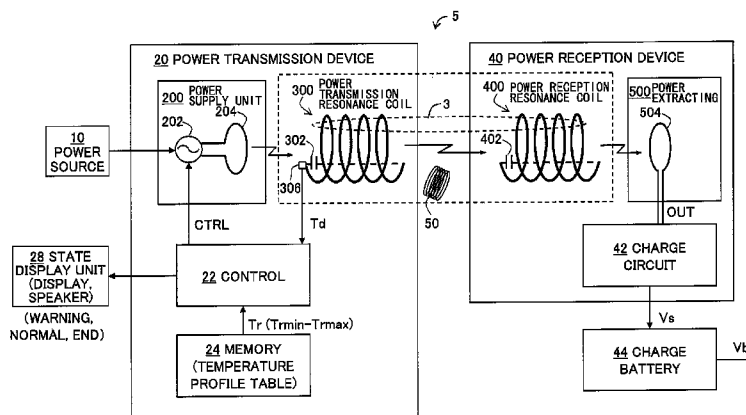 5
20 POWER TRANSMISSION DEVICE
40 POWER RECEPTION DEVICE
200 POWER
SUPPLY UNIT
202
204
300
POWER
TRANSMISSION
RESONANCE COIL
3
400
POWER RECEPTION
RESONANCE COIL
500 POWER
EXTRACTING
504
10
POWER
SOURCE
302
306
402
50
CTRL
Td
OUT
28 STATE
DISPLAY UNIT
(DISPLAY,
SPEAKER)
(WARNING,
NORMAL, END)
22 CONTROL
42 CHARGE
CIRCUIT
Tr (Trmin-Trmax)
Vs
24 MEMORY
(TEMPERATURE
PROFILE TABLE)
44 CHARGE
BATTERY
Vb